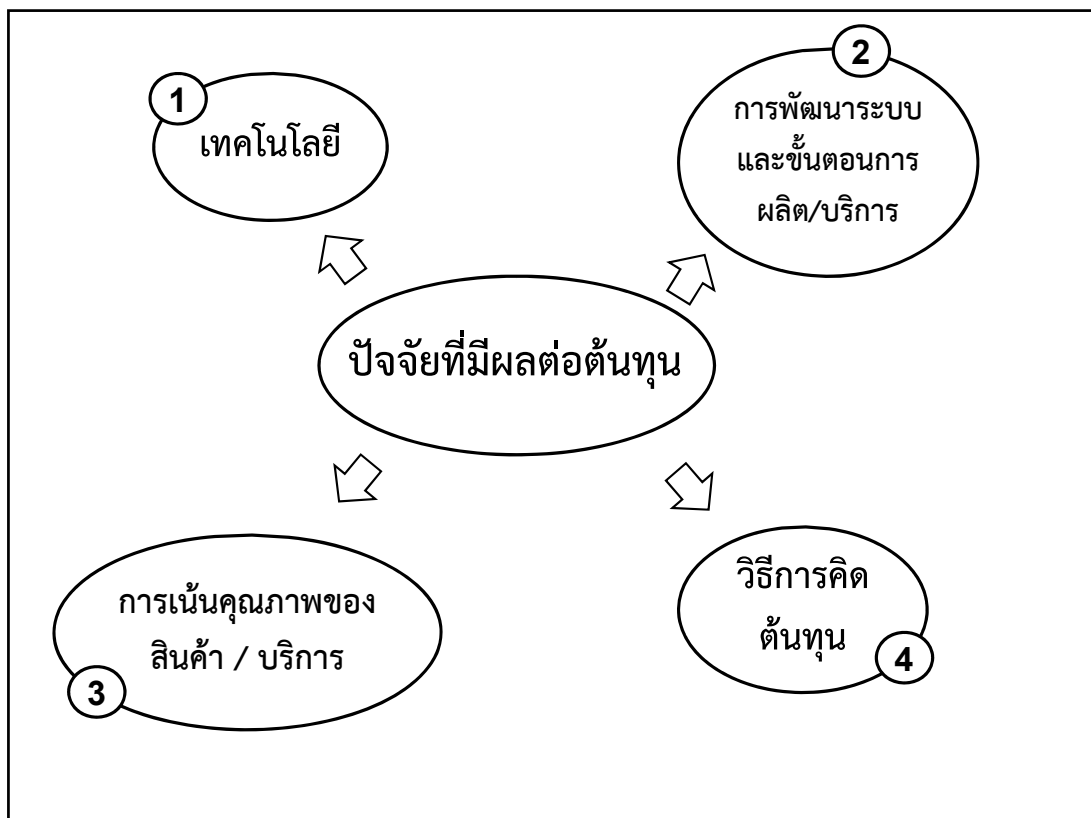 1
เทคโนโลยี
2
การพัฒนาระบบ
และขั้นตอนการ
ผลิต/บริการ
ปัจจัยที่มีผลต่อต้นทุน
การเน้นคุณภาพของ
สินค้า / บริการ
3
วิธีการคิด
ต้นทุน
4